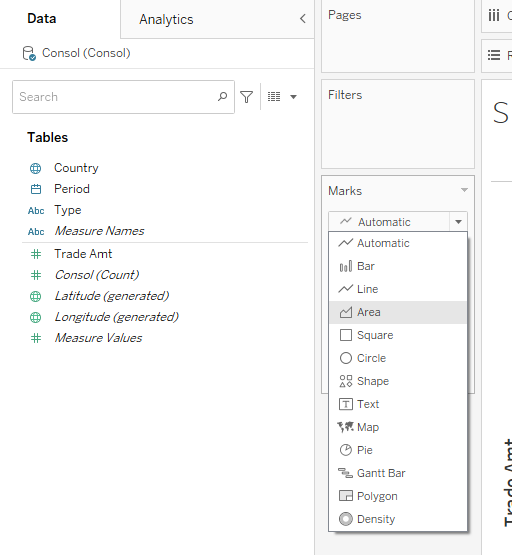 Data
Analytics
Consol (Consol)
Search
Tables
Country
Period
Abc Type
Abc Measure Names
Trade Amt
Consol (Count)
Latitude (generated)
Longitude (generated)
Measure Values
Pages
Filters
Marks
Automatic
Automatic
Bar
Line
Area
Square
Circle
Shape
T Text
Map
Pie
Gantt Bar
Polygon
Density
C
R
S
Trade Amt